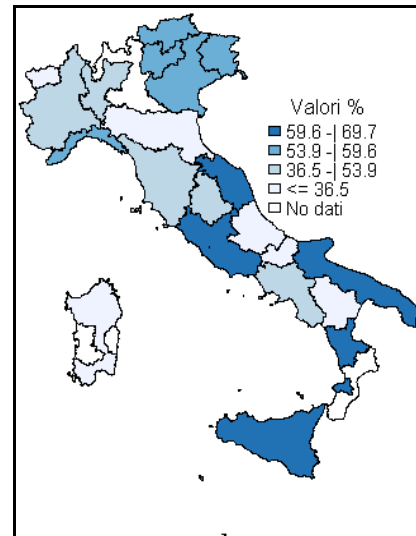 Valori %
59.6 -| 69.7
53.9 -| 59.6
36.5 -| 53.9
<= 36.5
No dati